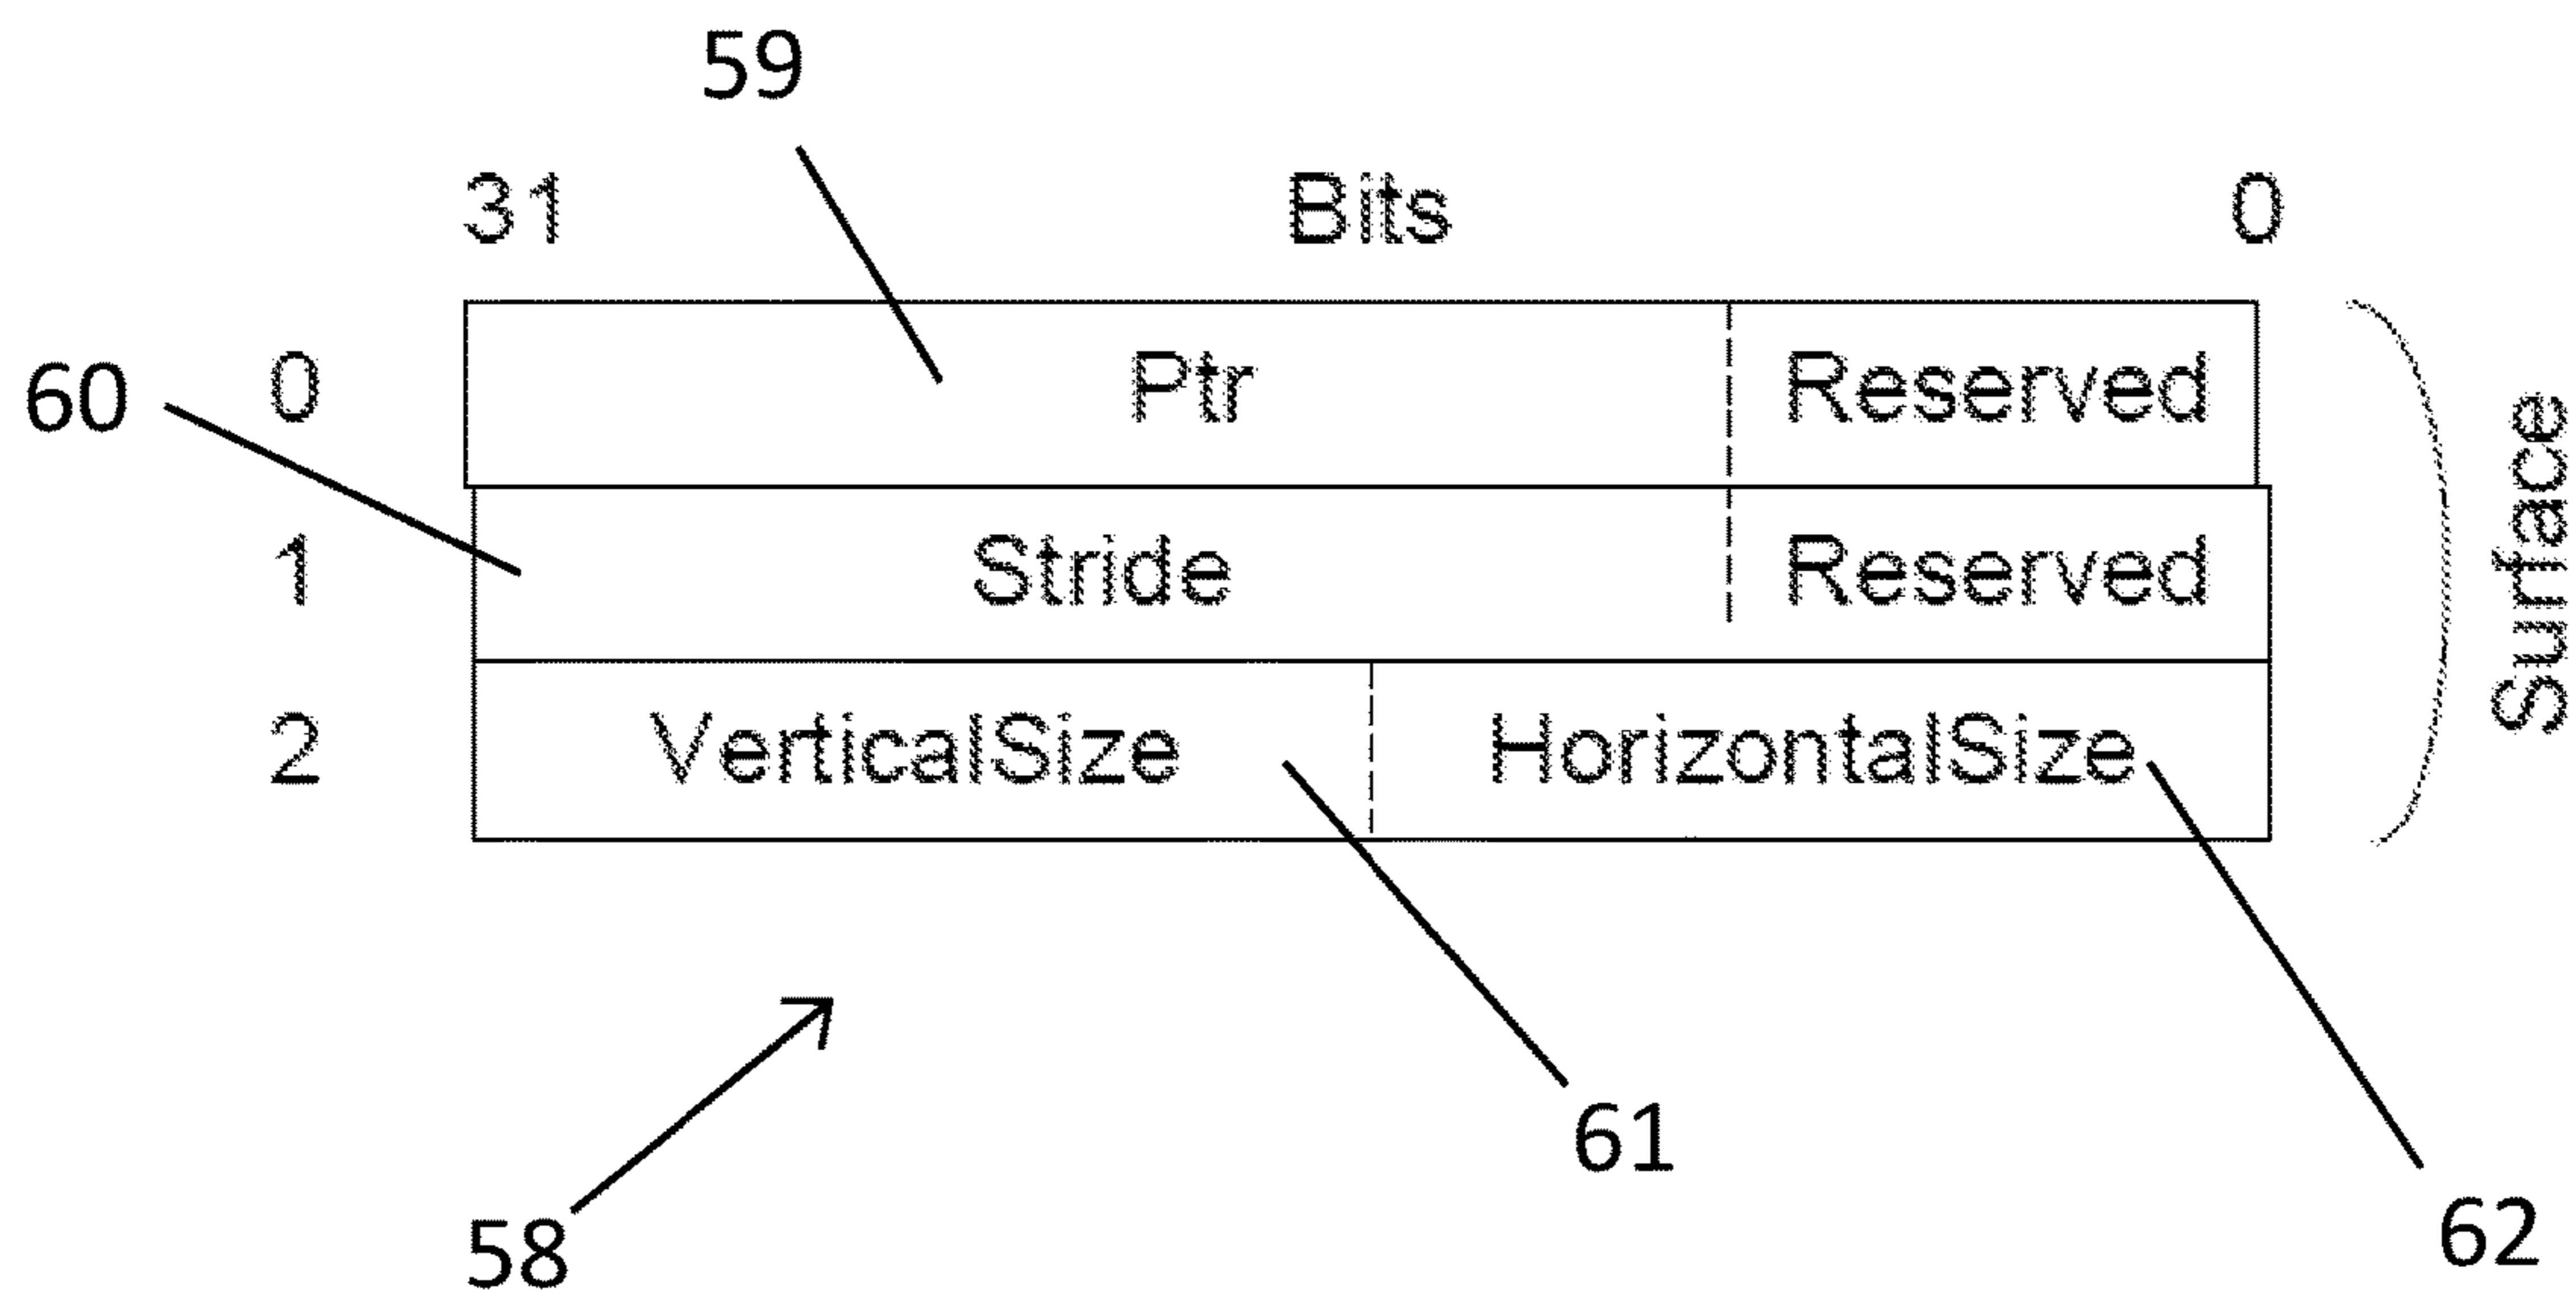 59
31 Bits 0
60 0 Ptr Reserved
1 Stride Reserved
2 VerticalSize HorizontalSize
Surface
58
61
62